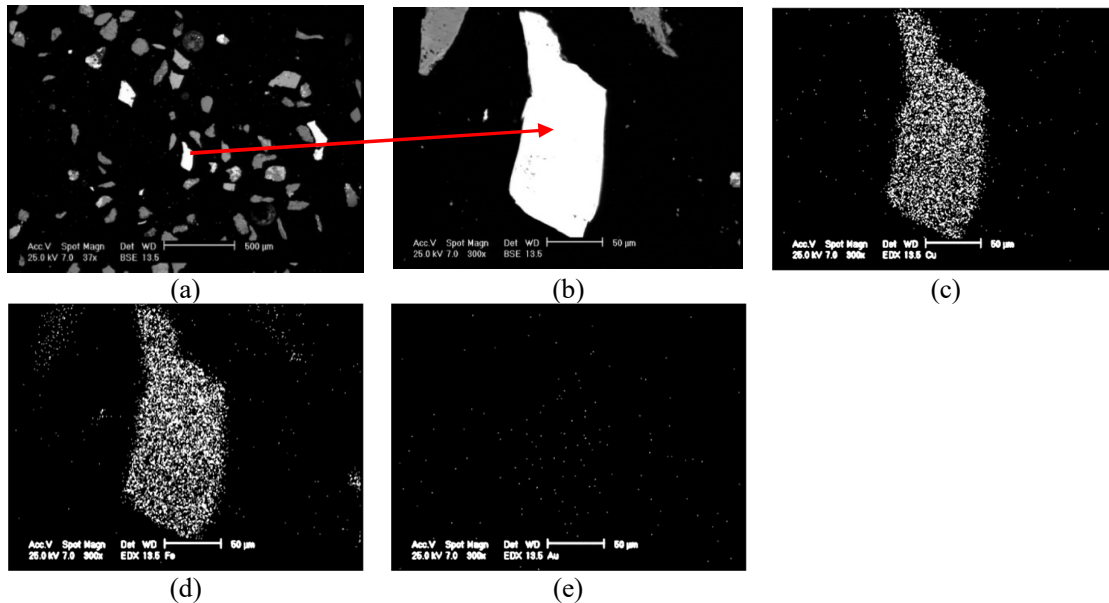 Acc.V Spot Magn Det WD 500 µm
25.0 kV 7.0 37x BSE 13.5
(a)
Acc.V Spot Magn Det WD 50 µm
25.0 kV 7.0 300x BSE 13.5
(b)
Acc.V Spot Magn Det WD 50 µm
25.0 kV 7.0 300x EDX 13.5 Cu
(c)
Acc.V Spot Magn Det WD 50 µm
25.0 kV 7.0 300x EDX 13.5 Fe
(d)
Acc.V Spot Magn Det WD 50 µm
25.0 kV 7.0 300x EDX 13.5 Au
(e)